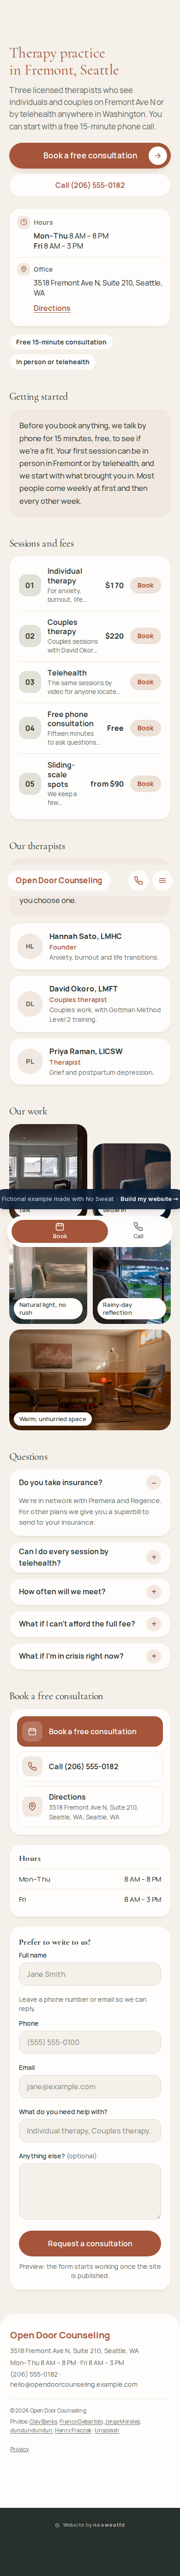 Therapy practice
in Fremont, Seattle
Three licensed therapists who see
individuals and couples on Fremont Ave N or
by telehealth anywhere in Washington. You
can start with a free 15-minute phone call.
Book a free consultation
Call (206) 555-0182
Hours
Mon–Thu 8 AM – 8 PM
Fri 8 AM – 3 PM
Office
3518 Fremont Ave N, Suite 210, Seattle,
WA
Directions
Free 15-minute consultation
In person or telehealth
Getting started
Before you book anything, we talk by
phone for 15 minutes, free, to see if
we're a fit. Your first session can be in
person in Fremont or by telehealth, and
we start with what brought you in. Most
people come weekly at first and then
every other week.
Sessions and fees
01 Individual therapy $170 Book
For anxiety, burnout, life…
02 Couples therapy $220 Book
Couples sessions with David Okor…
03 Telehealth Book
The same sessions by video for anyone locate…
04 Free phone consultation Free Book
Fifteen minutes to ask questions…
05 Sliding-scale spots from $90 Book
We keep a few…
Our therapists
Open Door Counseling
you choose one.
HL Hannah Sato, LMHC
Founder
Anxiety, burnout and life transitions.
DL David Okoro, LMFT
Couples therapist
Couples work, with Gottman Method
Level 2 training.
PL Priya Raman, LICSW
Therapist
Grief and postpartum depression.
Our work
Fictional example made with No Sweat Build my website →
Book
Call
Natural light, no
rush
Rainy-day
reflection
Warm, unhurried space
Questions
Do you take insurance?
We're in network with Premera and Regence.
For other plans we give you a superbill to
send to your insurance.
Can I do every session by
telehealth?
How often will we meet?
What if I can't afford the full fee?
What if I'm in crisis right now?
Book a free consultation
Book a free consultation
Call (206) 555-0182
Directions
3518 Fremont Ave N, Suite 210,
Seattle, WA, Seattle, WA
Hours
Mon–Thu 8 AM – 8 PM
Fri 8 AM – 3 PM
Prefer to write to us?
Full name
Jane Smith
Leave a phone number or email so we can
reply.
Phone
(555) 555-0100
Email
jane@example.com
What do you need help with?
Individual therapy, Couples therapy…
Anything else? (optional)
Request a consultation
Preview: the form starts working once the site
is published.
Open Door Counseling
3518 Fremont Ave N, Suite 210, Seattle, WA
Mon–Thu 8 AM – 8 PM · Fri 8 AM – 3 PM
(206) 555-0182 ·
hello@opendoorcounseling.example.com
©2026 Open Door Counseling
Photos: Clay Banks, Franco Debartolo, Jorge Morales,
dundundundun, Henry Fraczek · Unsplash
Privacy
Website by nosweatfil